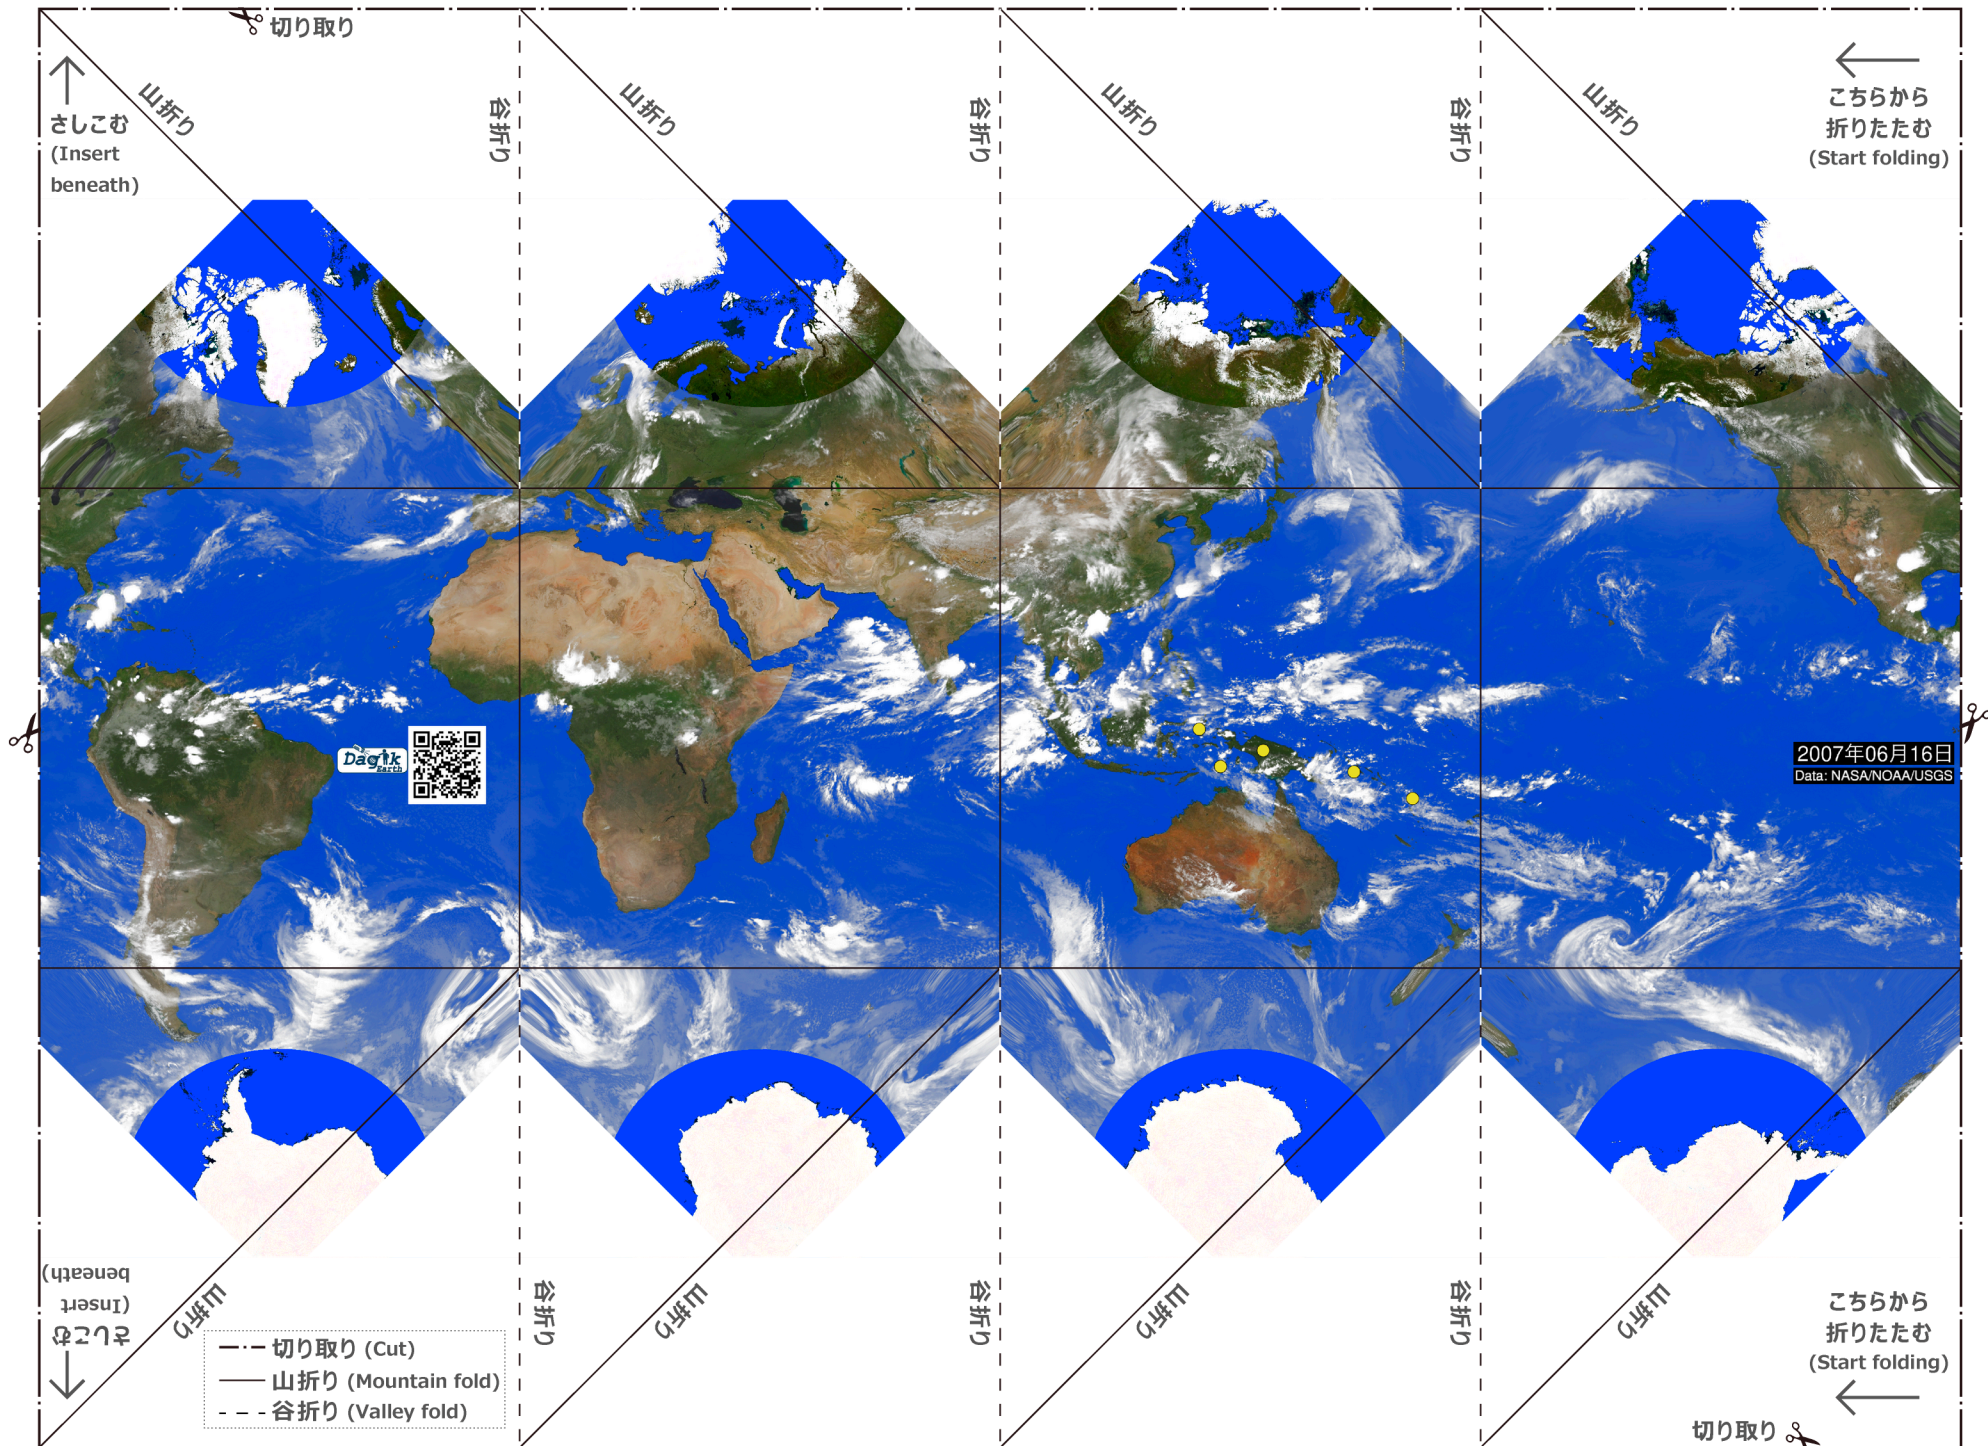 切り取り
さしこむ
(Insert
beneath)
山折り
谷折り
山折り
谷折り
山折り
谷折り
山折り
こちらから
折りたたむ
(Start folding)
Dagik
Earth
2007年06月16日
Data: NASA/NOAA/USGS
さしこむ
(Insert
beneath)
山折り
谷折り
山折り
谷折り
山折り
谷折り
山折り
こちらから
折りたたむ
(Start folding)
切り取り (Cut)
山折り (Mountain fold)
谷折り (Valley fold)
切り取り